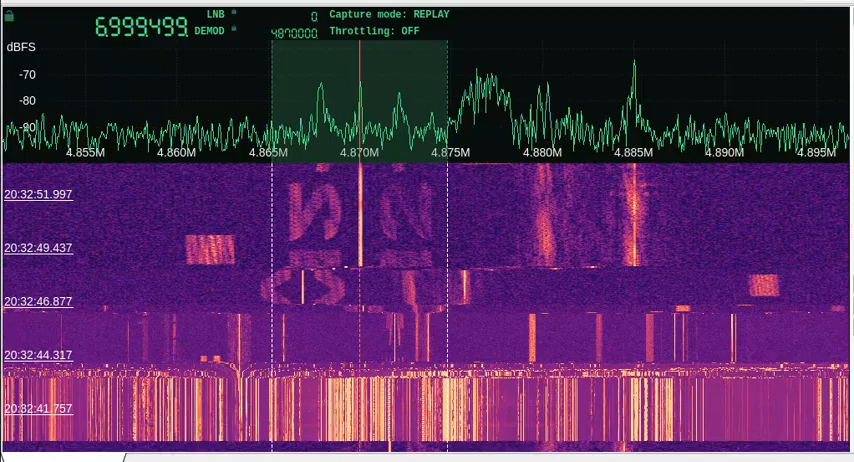 6.999499
LNB 0. Capture mode: REPLAY
DEMOD 4870000. Throttling: OFF
dBFS
-70
-80
-90
4.855M 4.860M 4.865M 4.870M 4.875M 4.880M 4.885M 4.890M 4.895M
20:32:51.997
20:32:49.437
20:32:46.877
20:32:44.317
20:32:41.757